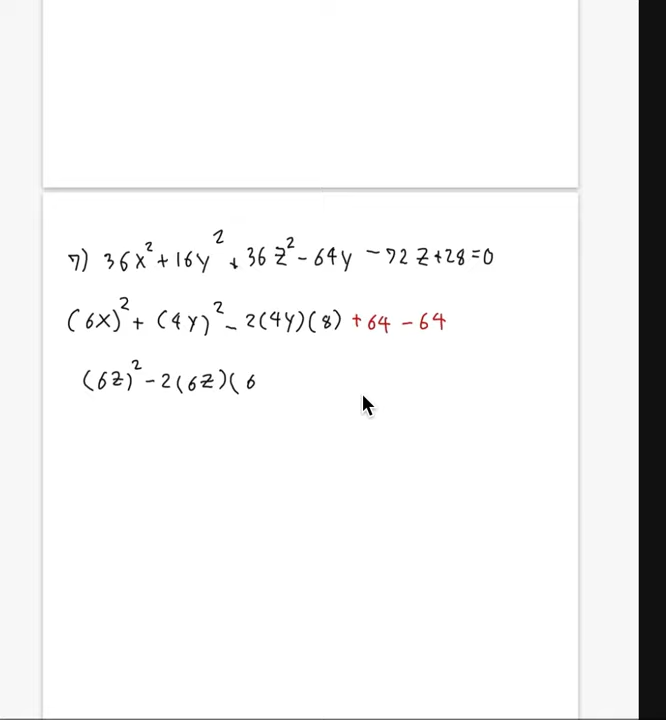 7) 36x² + 16y² + 36z² - 64y - 72z + 28 = 0
(6x)² + (4y)² - 2(4y)(8) + 64 - 64
(6z)² - 2(6z)(6